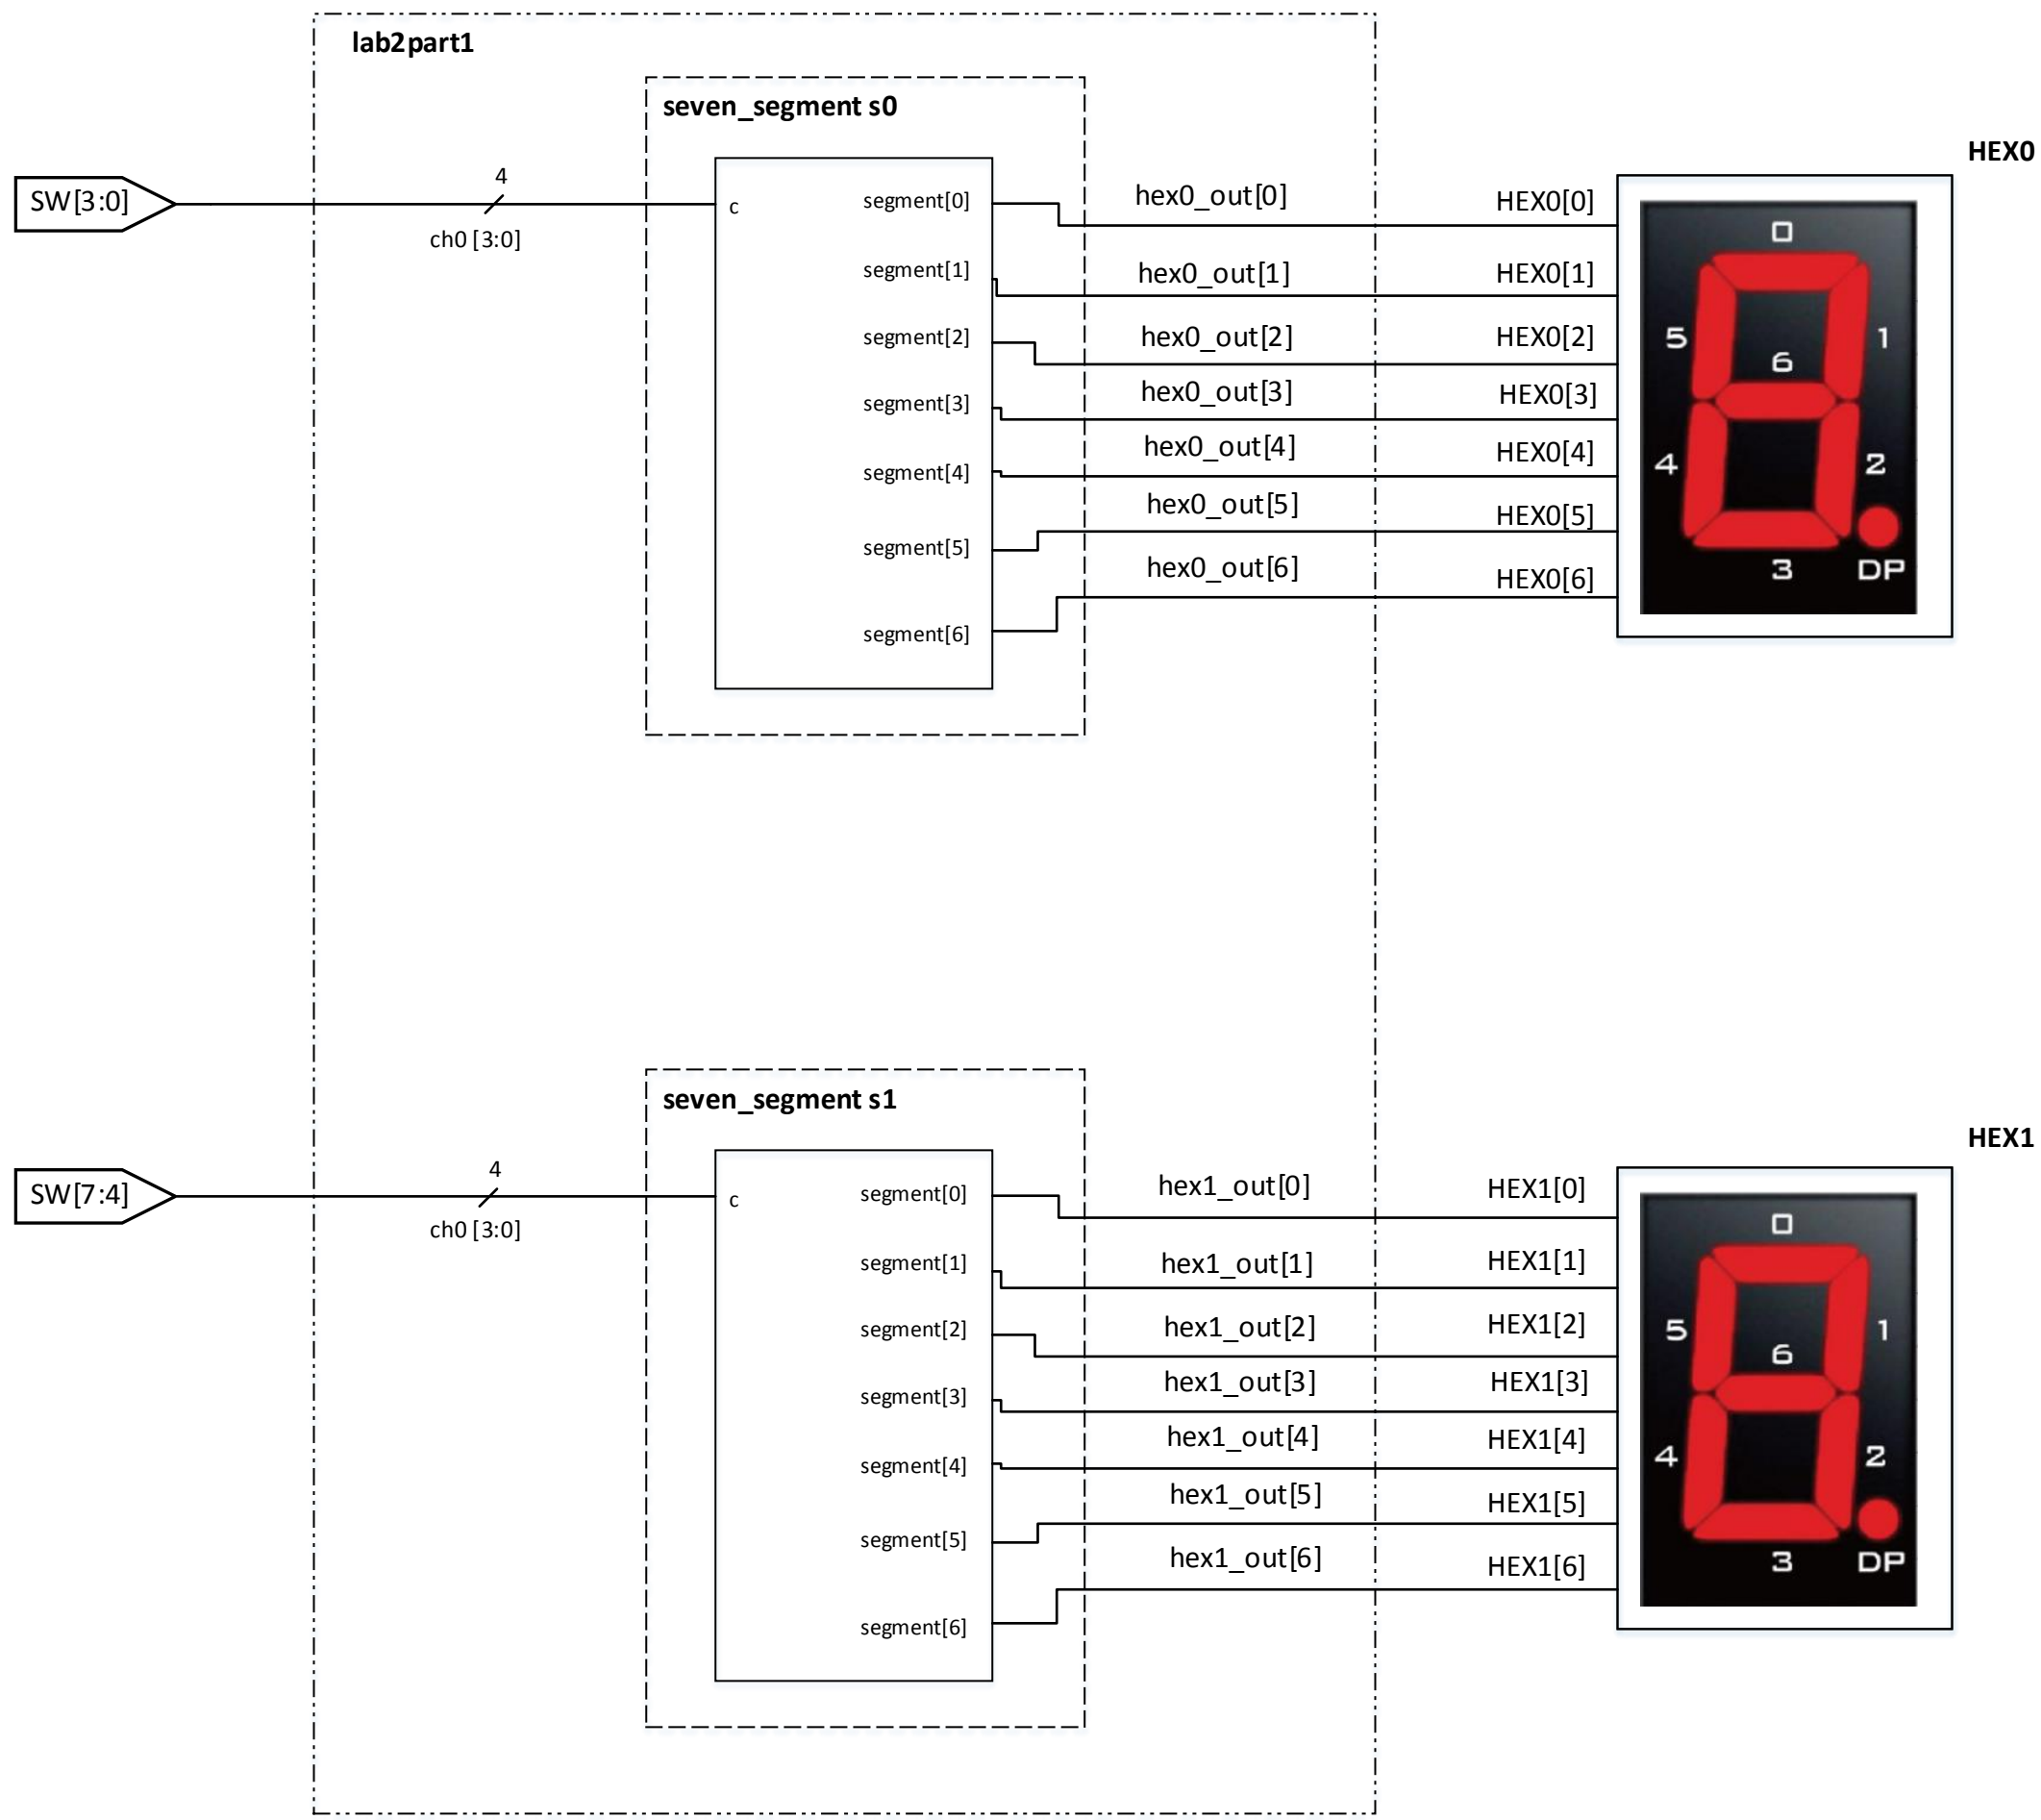 lab2part1
seven_segment s0
HEX0
SW[3:0]
4
ch0 [3:0]
c
segment[0]
segment[1]
segment[2]
segment[3]
segment[4]
segment[5]
segment[6]
hex0_out[0]
hex0_out[1]
hex0_out[2]
hex0_out[3]
hex0_out[4]
hex0_out[5]
hex0_out[6]
HEX0[0]
HEX0[1]
HEX0[2]
HEX0[3]
HEX0[4]
HEX0[5]
HEX0[6]
0
5
1
6
4
2
3
DP
seven_segment s1
HEX1
SW[7:4]
4
ch0 [3:0]
c
segment[0]
segment[1]
segment[2]
segment[3]
segment[4]
segment[5]
segment[6]
hex1_out[0]
hex1_out[1]
hex1_out[2]
hex1_out[3]
hex1_out[4]
hex1_out[5]
hex1_out[6]
HEX1[0]
HEX1[1]
HEX1[2]
HEX1[3]
HEX1[4]
HEX1[5]
HEX1[6]
0
5
1
6
4
2
3
DP